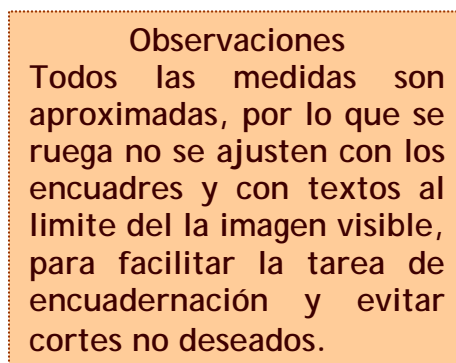 Observaciones
Todos las medidas son
aproximadas, por lo que se
ruega no se ajusten con los
encuadres y con textos al
limite del la imagen visible,
para facilitar la tarea de
encuadernación y evitar
cortes no deseados.